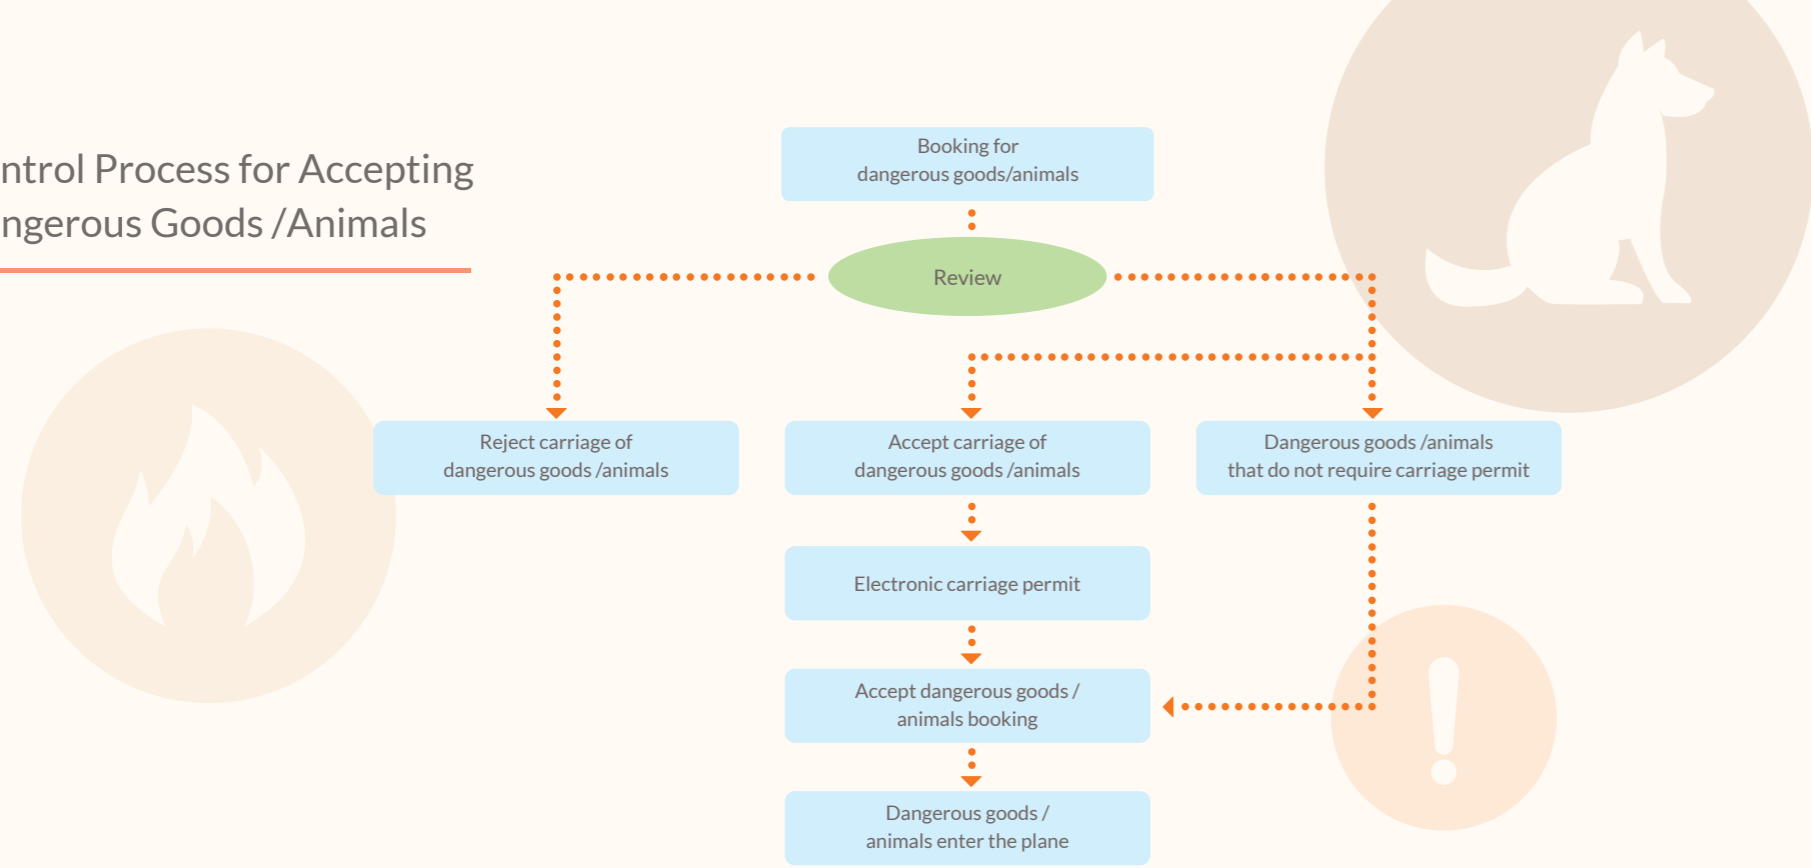 ntrol Process for Accepting
ngerous Goods /Animals
Booking for
dangerous goods/animals
Review
Reject carriage of
dangerous goods /animals
Accept carriage of
dangerous goods /animals
Dangerous goods /animals
that do not require carriage permit
Electronic carriage permit
Accept dangerous goods /
animals booking
Dangerous goods /
animals enter the plane